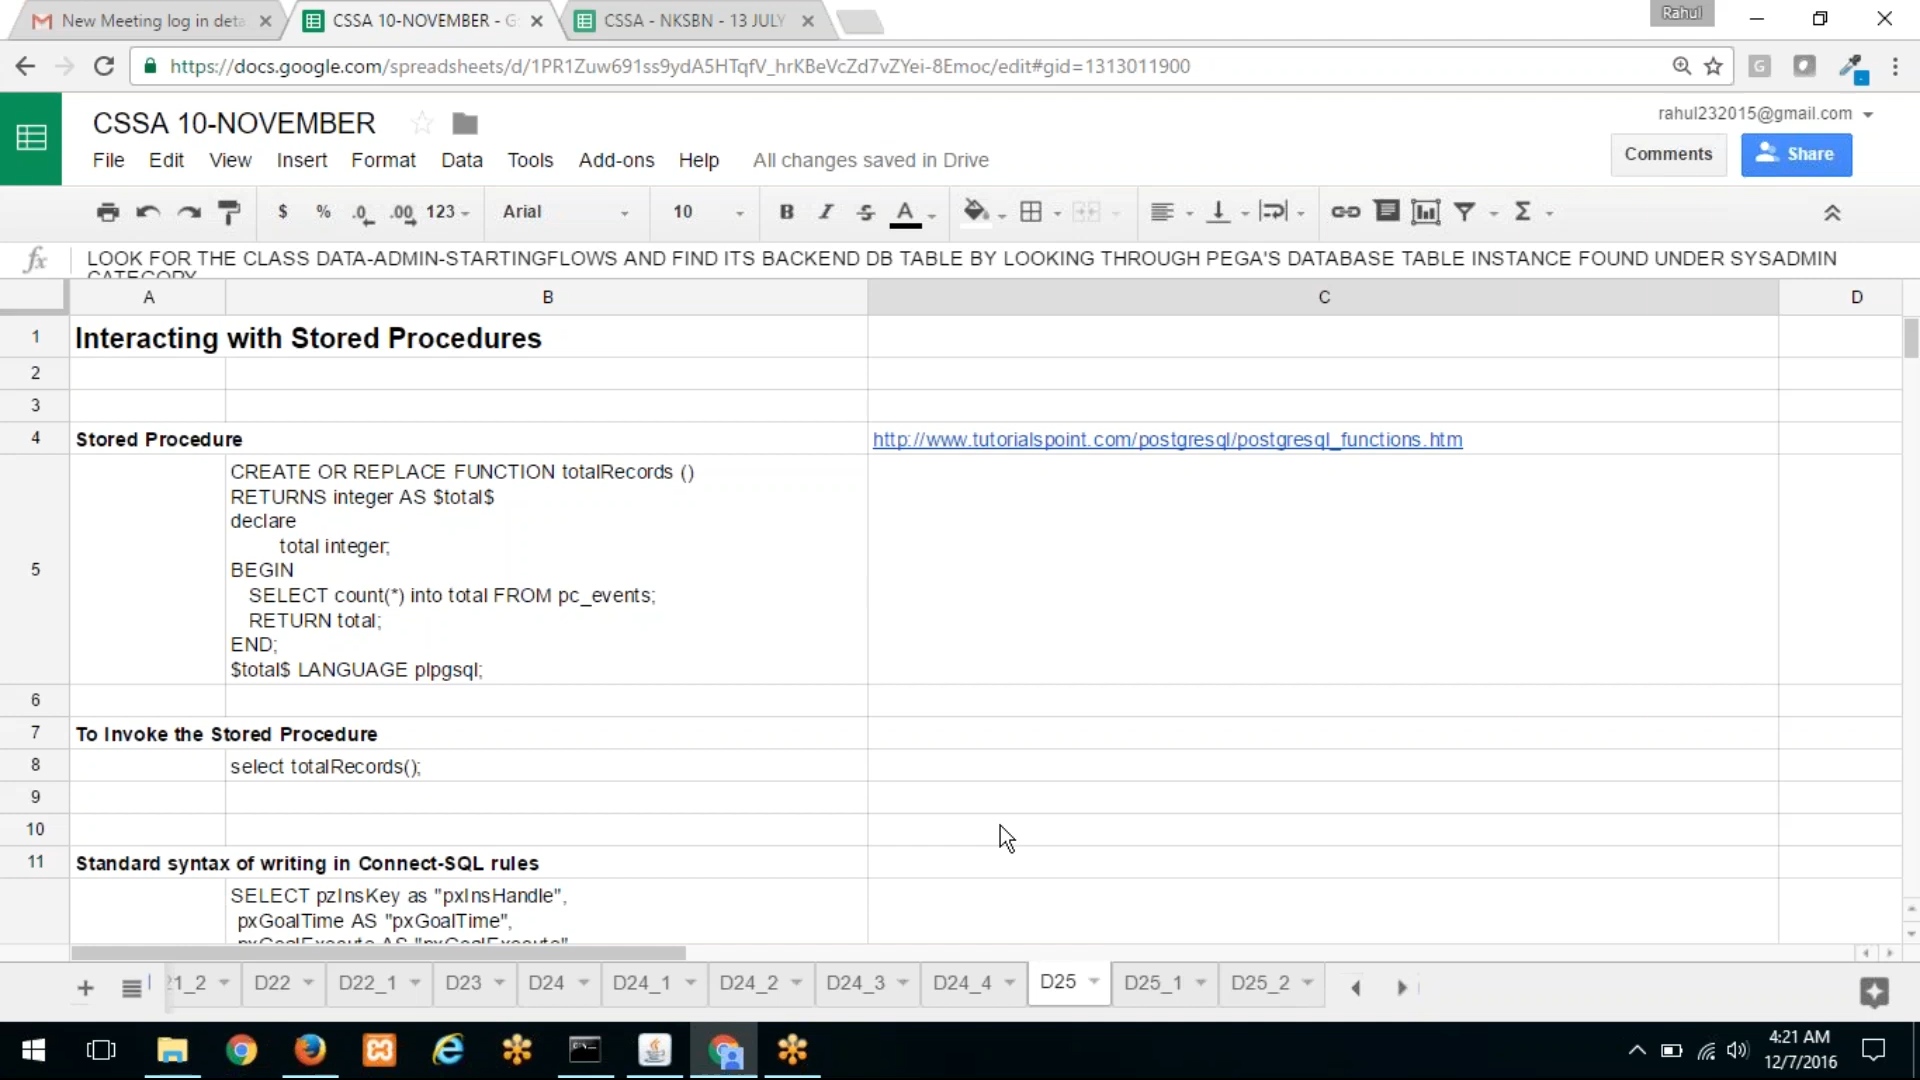 New Meeting log in deta
CSSA 10-NOVEMBER - G
CSSA - NKSBN - 13 JULY
Rahul
https://docs.google.com/spreadsheets/d/1PR1Zuw691ss9ydA5HTqfV_hrKBeVcZd7vZYei-8Emoc/edit#gid=1313011900
CSSA 10-NOVEMBER
rahul232015@gmail.com
File Edit View Insert Format Data Tools Add-ons Help All changes saved in Drive
Comments
Share
$ % .0 .00 123 Arial 10 B I S A Σ
fx LOOK FOR THE CLASS DATA-ADMIN-STARTINGFLOWS AND FIND ITS BACKEND DB TABLE BY LOOKING THROUGH PEGA'S DATABASE TABLE INSTANCE FOUND UNDER SYSADMIN
CATEGORY
A B C D
1 Interacting with Stored Procedures
2
3
4 Stored Procedure http://www.tutorialspoint.com/postgresql/postgresql_functions.htm
5
CREATE OR REPLACE FUNCTION totalRecords ()
RETURNS integer AS $total$
declare
total integer;
BEGIN
SELECT count(*) into total FROM pc_events;
RETURN total;
END;
$total$ LANGUAGE plpgsql;
6
7 To Invoke the Stored Procedure
8 select totalRecords();
9
10
11 Standard syntax of writing in Connect-SQL rules
SELECT pzInsKey as "pxInsHandle",
pxGoalTime AS "pxGoalTime",
pxGoalExecute AS "pxGoalExecute"
21_2 D22 D22_1 D23 D24 D24_1 D24_2 D24_3 D24_4 D25 D25_1 D25_2
4:21 AM
12/7/2016